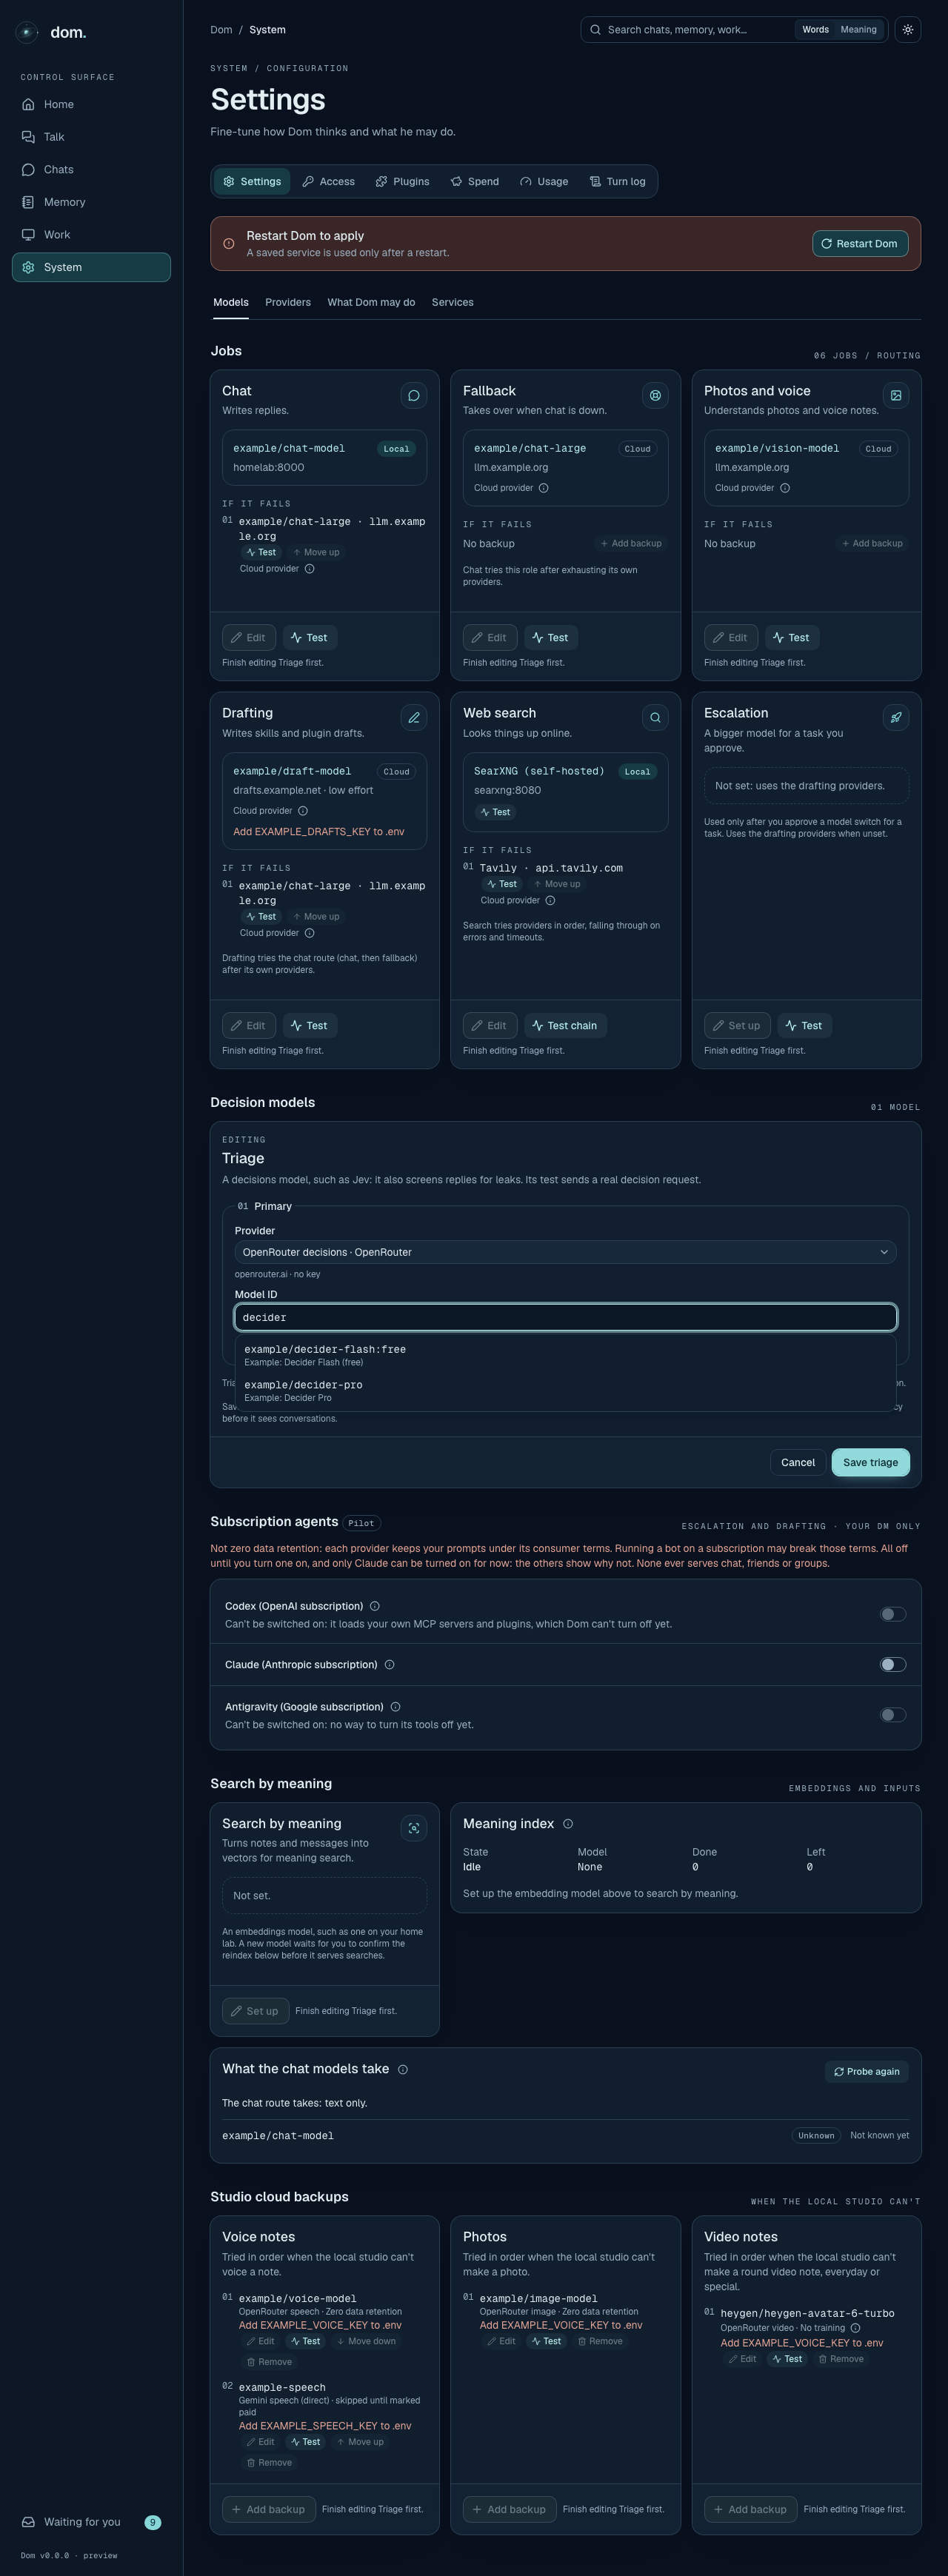 dom.
CONTROL SURFACE
Home
Talk
Chats
Memory
Work
System
Dom / System
Search chats, memory, work...
Words
Meaning
SYSTEM / CONFIGURATION
Settings
Fine-tune how Dom thinks and what he may do.
Settings
Access
Plugins
Spend
Usage
Turn log
Restart Dom to apply
A saved service is used only after a restart.
Restart Dom
Models
Providers
What Dom may do
Services
Jobs
06 JOBS / ROUTING
Chat
Writes replies.
example/chat-model
Local
homelab:8000
IF IT FAILS
01 example/chat-large · llm.examp
le.org
Test
Move up
Cloud provider
Edit
Test
Finish editing Triage first.
Fallback
Takes over when chat is down.
example/chat-large
Cloud
llm.example.org
Cloud provider
IF IT FAILS
No backup
Add backup
Chat tries this role after exhausting its own
providers.
Edit
Test
Finish editing Triage first.
Photos and voice
Understands photos and voice notes.
example/vision-model
Cloud
llm.example.org
Cloud provider
IF IT FAILS
No backup
Add backup
Edit
Test
Finish editing Triage first.
Drafting
Writes skills and plugin drafts.
example/draft-model
Cloud
drafts.example.net · low effort
Cloud provider
Add EXAMPLE_DRAFTS_KEY to .env
IF IT FAILS
01 example/chat-large · llm.examp
le.org
Test
Move up
Cloud provider
Drafting tries the chat route (chat, then fallback)
after its own providers.
Edit
Test
Finish editing Triage first.
Web search
Looks things up online.
SearXNG (self-hosted)
Local
searxng:8080
Test
IF IT FAILS
01 Tavily · api.tavily.com
Test
Move up
Cloud provider
Search tries providers in order, falling through on
errors and timeouts.
Edit
Test chain
Finish editing Triage first.
Escalation
A bigger model for a task you
approve.
Not set: uses the drafting providers.
Used only after you approve a model switch for a
task. Uses the drafting providers when unset.
Set up
Test
Finish editing Triage first.
Decision models
01 MODEL
EDITING
Triage
A decisions model, such as Jev: it also screens replies for leaks. Its test sends a real decision request.
01 Primary
Provider
OpenRouter decisions · OpenRouter
openrouter.ai · no key
Model ID
decider
example/decider-flash:free
Example: Decider Flash (free)
example/decider-pro
Example: Decider Pro
before it sees conversations.
Cancel
Save triage
Subscription agents
Pilot
ESCALATION AND DRAFTING · YOUR DM ONLY
Not zero data retention: each provider keeps your prompts under its consumer terms. Running a bot on a subscription may break those terms. All off
until you turn one on, and only Claude can be turned on for now: the others show why not. None ever serves chat, friends or groups.
Codex (OpenAI subscription)
Can't be switched on: it loads your own MCP servers and plugins, which Dom can't turn off yet.
Claude (Anthropic subscription)
Antigravity (Google subscription)
Can't be switched on: no way to turn its tools off yet.
Search by meaning
EMBEDDINGS AND INPUTS
Search by meaning
Turns notes and messages into
vectors for meaning search.
Not set.
An embeddings model, such as one on your home
lab. A new model waits for you to confirm the
reindex below before it serves searches.
Set up
Finish editing Triage first.
Meaning index
State
Model
Done
Left
Idle
None
0
0
Set up the embedding model above to search by meaning.
What the chat models take
Probe again
The chat route takes: text only.
example/chat-model
Unknown
Not known yet
Studio cloud backups
WHEN THE LOCAL STUDIO CAN'T
Voice notes
Tried in order when the local studio can't
voice a note.
01 example/voice-model
OpenRouter speech · Zero data retention
Add EXAMPLE_VOICE_KEY to .env
Edit
Test
Move down
Remove
02 example-speech
Gemini speech (direct) · skipped until marked
paid
Add EXAMPLE_SPEECH_KEY to .env
Edit
Test
Move up
Remove
Add backup
Finish editing Triage first.
Photos
Tried in order when the local studio can't
make a photo.
01 example/image-model
OpenRouter image · Zero data retention
Add EXAMPLE_VOICE_KEY to .env
Edit
Test
Remove
Add backup
Finish editing Triage first.
Video notes
Tried in order when the local studio can't
make a round video note, everyday or
special.
01 heygen/heygen-avatar-6-turbo
OpenRouter video · No training
Add EXAMPLE_VOICE_KEY to .env
Edit
Test
Remove
Add backup
Finish editing Triage first.
Waiting for you
9
Dom v0.0.0 · preview